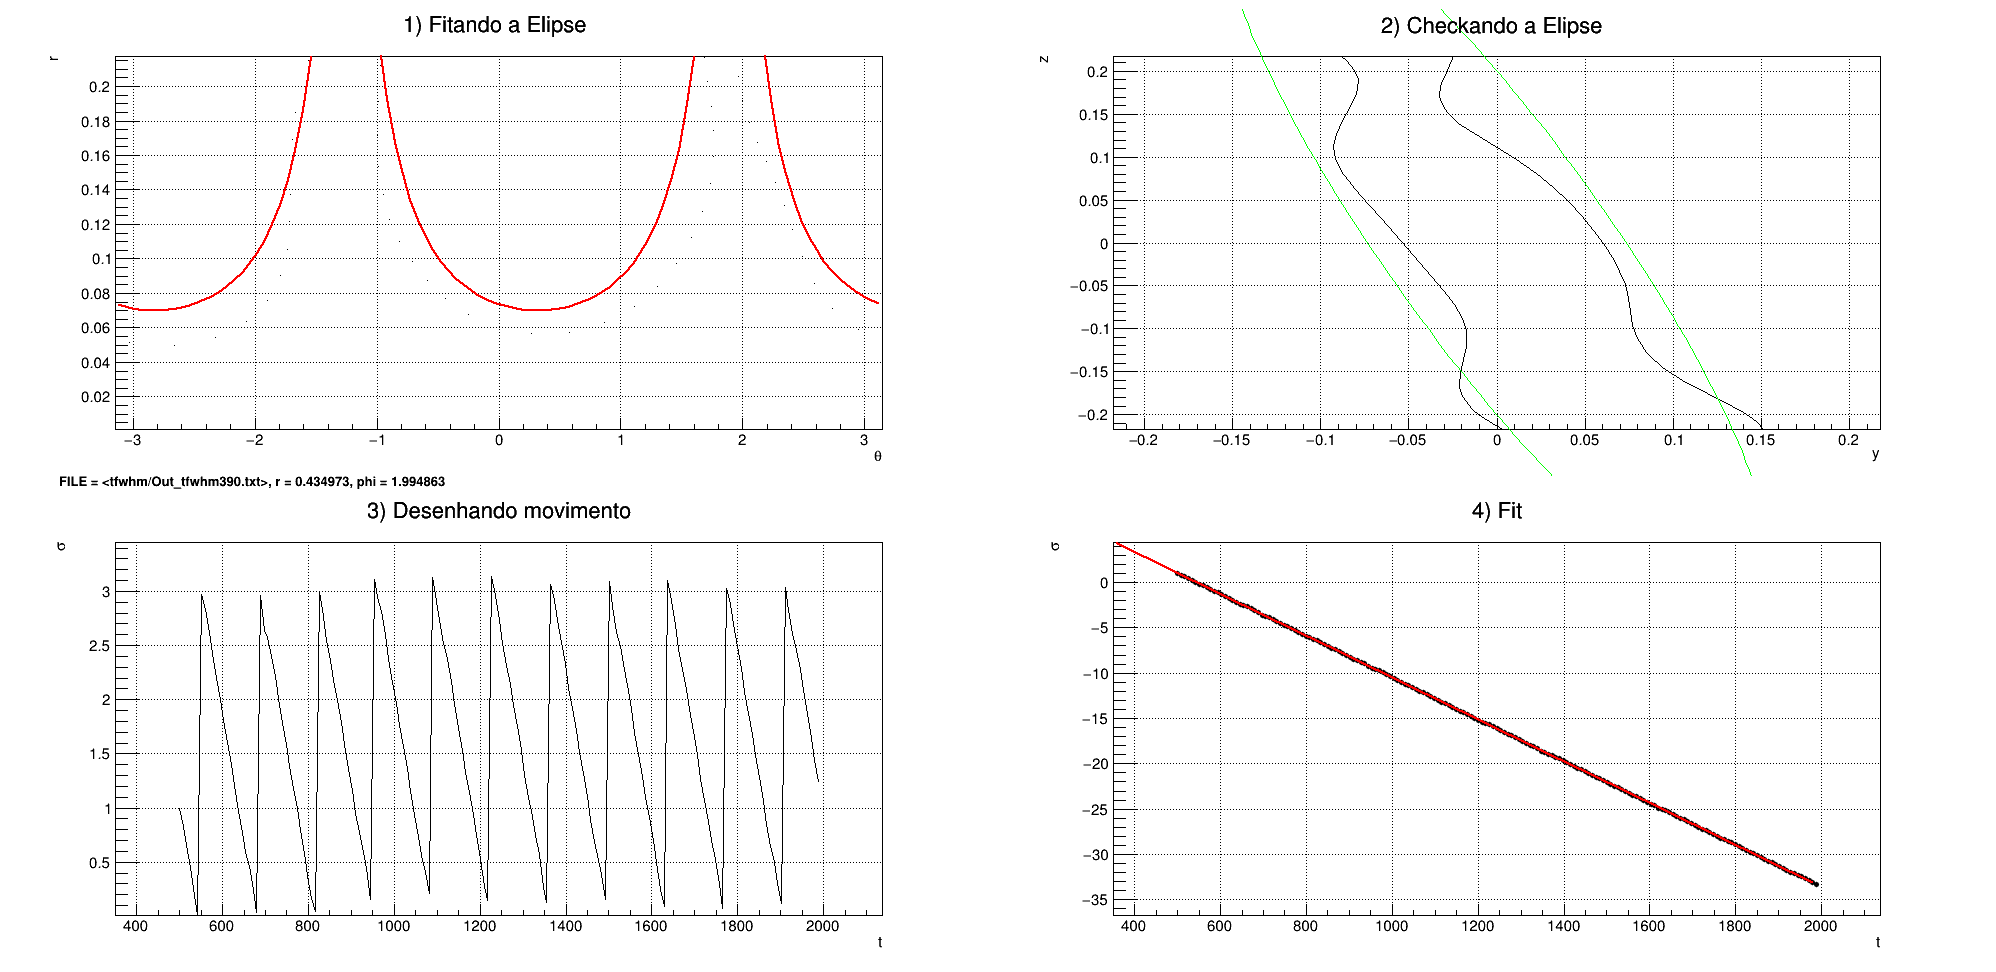 1) Fitando a Elipse
r
0.2
0.18
0.16
0.14
0.12
0.1
0.08
0.06
0.04
0.02
−3 −2 −1 0 1 2 3
θ
2) Checkando a Elipse
z
0.2
0.15
0.1
0.05
0
−0.05
−0.1
−0.15
−0.2
−0.2 −0.15 −0.1 −0.05 0 0.05 0.1 0.15 0.2
y
FILE = <tfwhm/Out_tfwhm390.txt>, r = 0.434973, phi = 1.994863
3) Desenhando movimento
σ
3
2.5
2
1.5
1
0.5
400 600 800 1000 1200 1400 1600 1800 2000
t
4) Fit
σ
0
−5
−10
−15
−20
−25
−30
−35
400 600 800 1000 1200 1400 1600 1800 2000
t